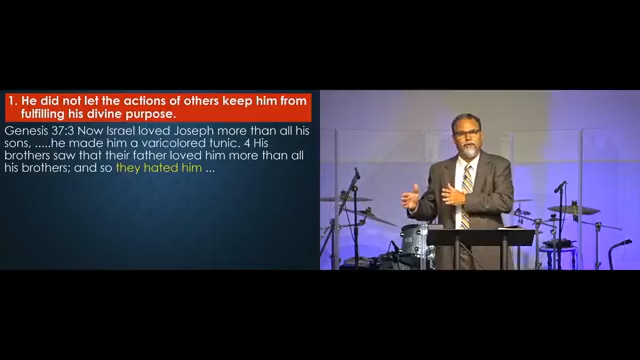 1. He did not let the actions of others keep him from
fulfilling his divine purpose.
Genesis 37:3 Now Israel loved Joseph more than all his
sons, .....he made him a varicolored tunic. 4 His
brothers saw that their father loved him more than all
his brothers; and so they hated him ...